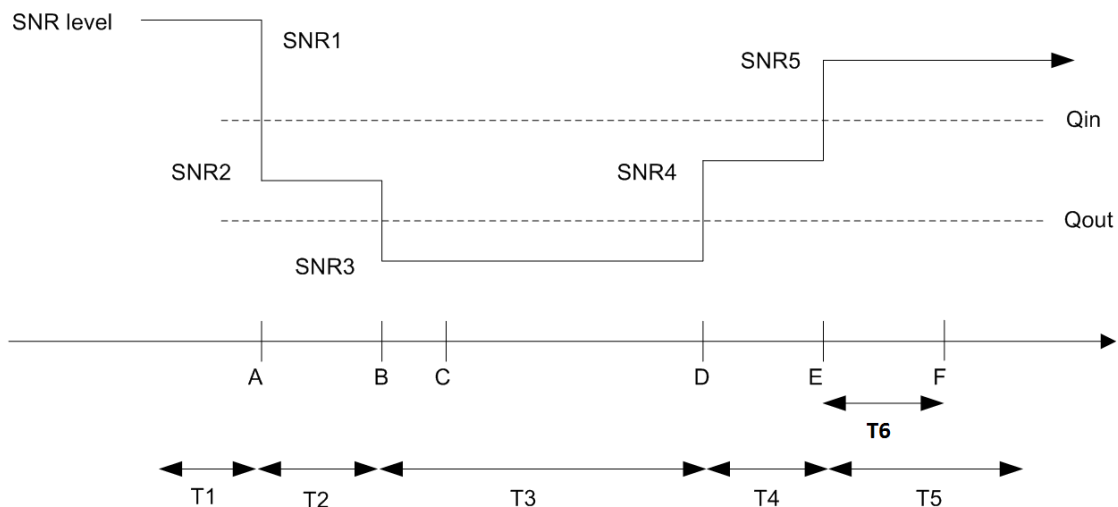 SNR level
SNR1
SNR5
Qin
SNR2
SNR4
Qout
SNR3
A B C D E F
T6
T1 T2 T3 T4 T5